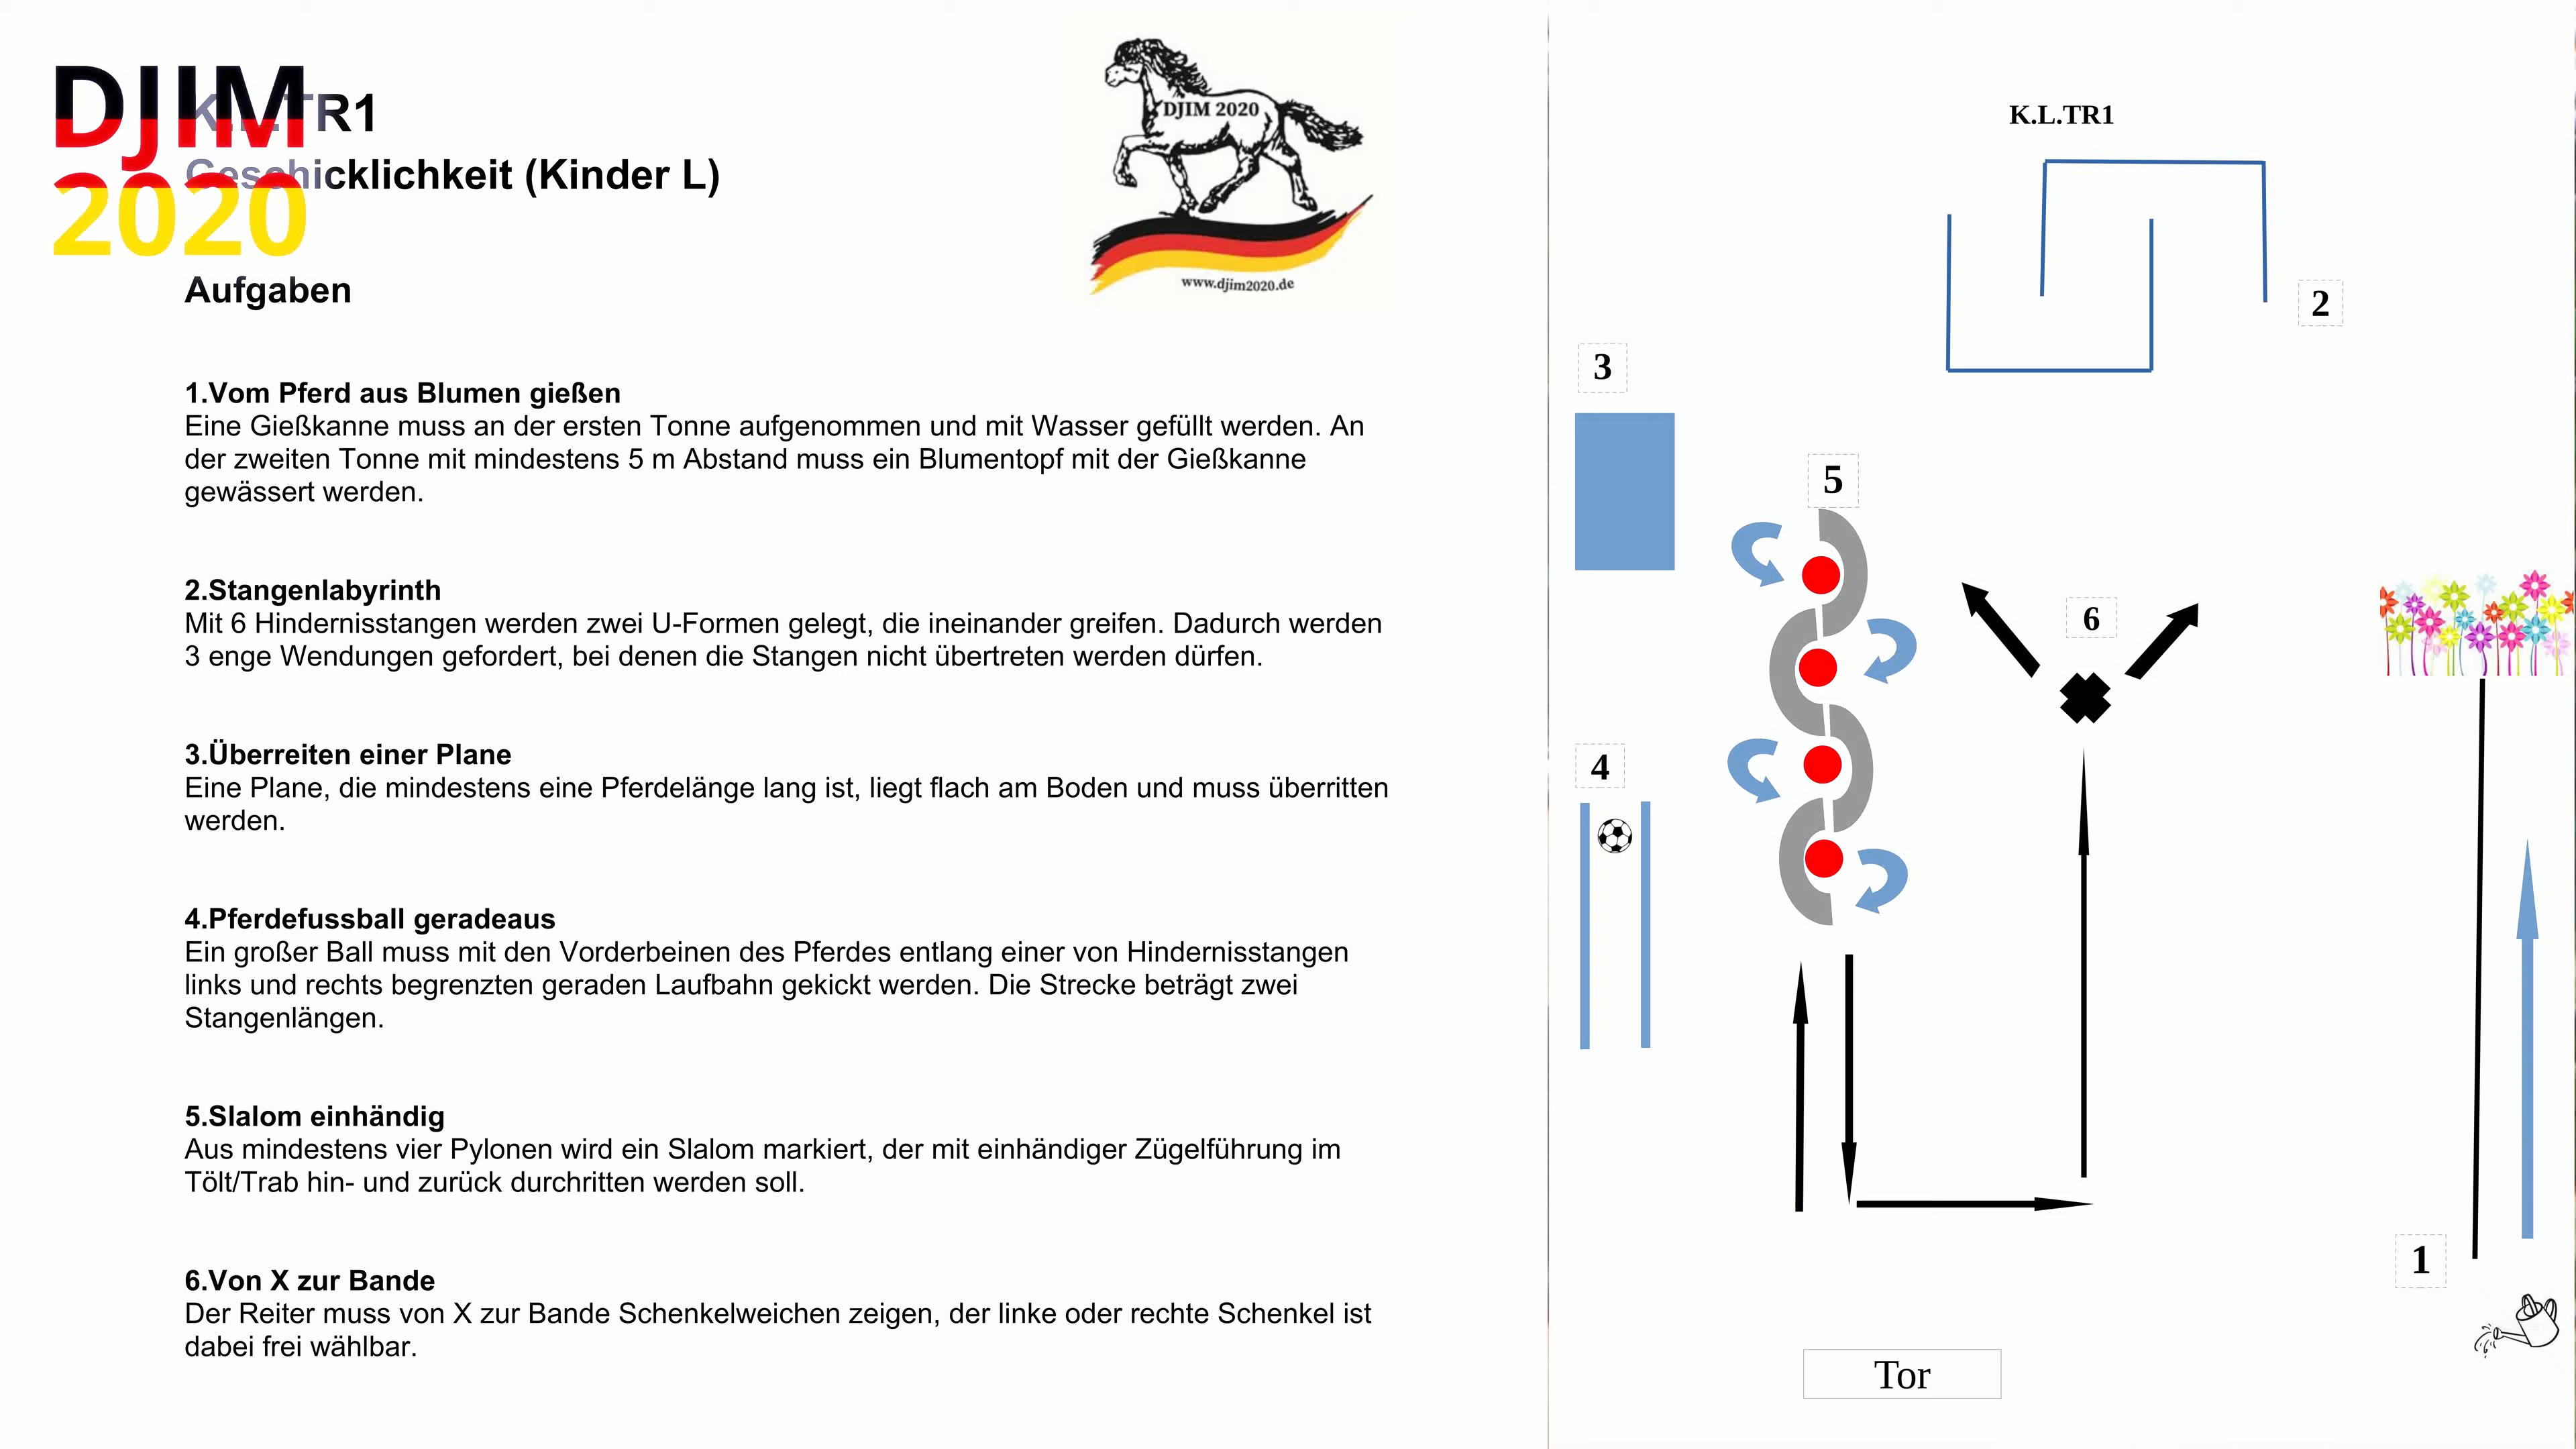 DJIM
2020
K.L.TR1
Geschicklichkeit (Kinder L)
DJIM 2020
www.djim2020.de
Aufgaben
1.Vom Pferd aus Blumen gießen
Eine Gießkanne muss an der ersten Tonne aufgenommen und mit Wasser gefüllt werden. An
der zweiten Tonne mit mindestens 5 m Abstand muss ein Blumentopf mit der Gießkanne
gewässert werden.
2.Stangenlabyrinth
Mit 6 Hindernisstangen werden zwei U-Formen gelegt, die ineinander greifen. Dadurch werden
3 enge Wendungen gefordert, bei denen die Stangen nicht übertreten werden dürfen.
3.Überreiten einer Plane
Eine Plane, die mindestens eine Pferdelänge lang ist, liegt flach am Boden und muss überritten
werden.
4.Pferdefussball geradeaus
Ein großer Ball muss mit den Vorderbeinen des Pferdes entlang einer von Hindernisstangen
links und rechts begrenzten geraden Laufbahn gekickt werden. Die Strecke beträgt zwei
Stangenlängen.
5.Slalom einhändig
Aus mindestens vier Pylonen wird ein Slalom markiert, der mit einhändiger Zügelführung im
Tölt/Trab hin- und zurück durchritten werden soll.
6.Von X zur Bande
Der Reiter muss von X zur Bande Schenkelweichen zeigen, der linke oder rechte Schenkel ist
dabei frei wählbar.
K.L.TR1
2
3
5
6
4
1
Tor